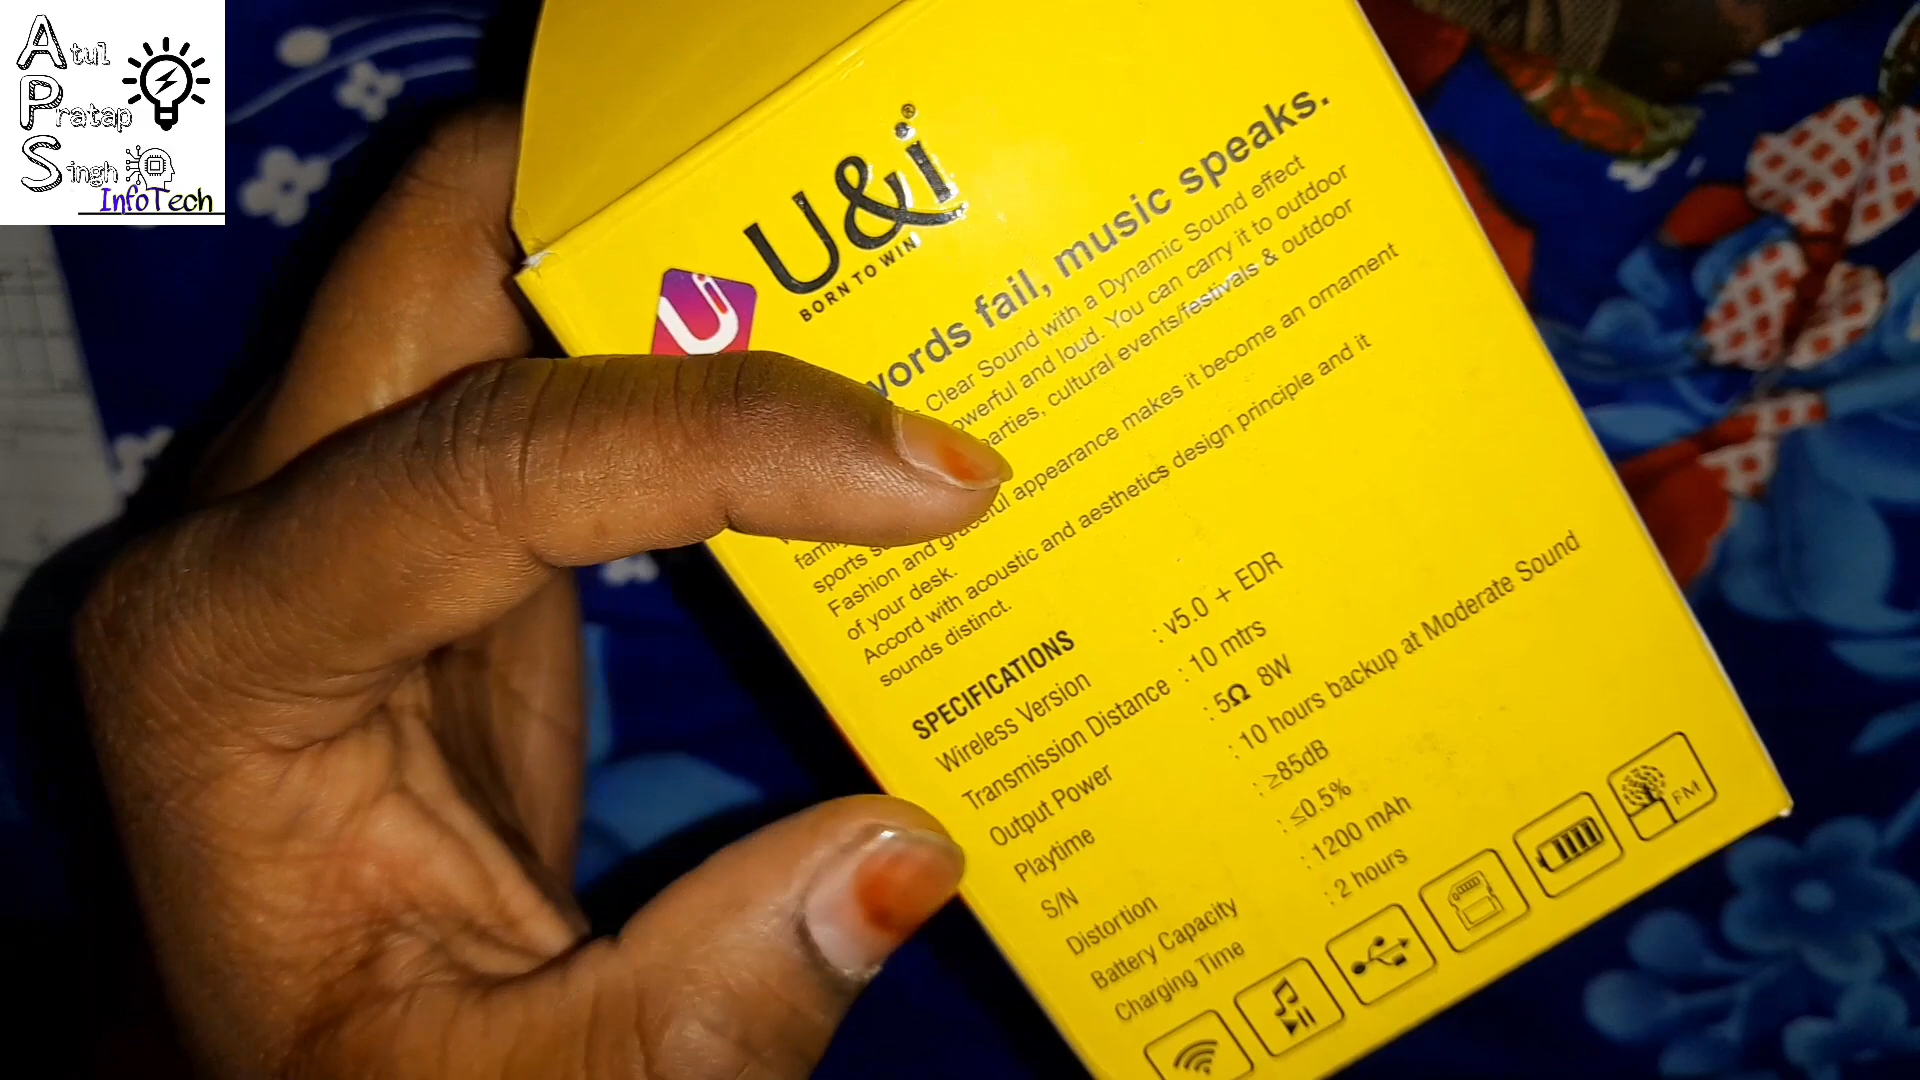 Atul
Pratap
Singh
InfoTech
U&i®
BORN TO WIN
Ui
words fail, music speaks.
Clear Sound with a Dynamic Sound effect
powerful and loud. You can carry it to outdoor
parties, cultural events/festivals & outdoor
sports
Fashion and graceful appearance makes it become an ornament
of your desk.
Accord with acoustic and aesthetics design principle and it
sounds distinct.
SPECIFICATIONS
Wireless Version : v5.0 + EDR
Transmission Distance : 10 mtrs
Output Power : 5Ω 8W
Playtime : 10 hours backup at Moderate Sound
S/N : ≥85dB
Distortion : ≤0.5%
Battery Capacity : 1200 mAh
Charging Time : 2 hours
FM